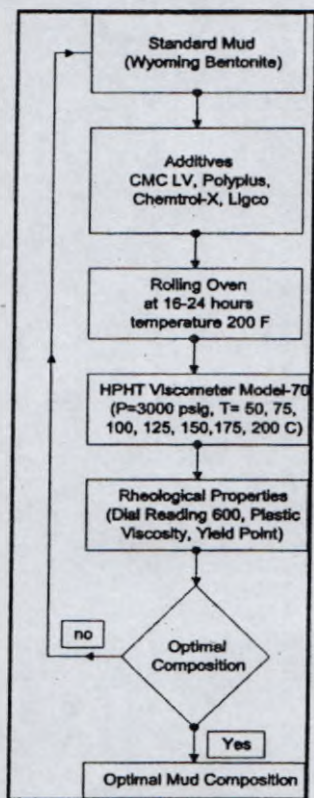 Standard Mud
(Wyoming Bentonite)
Additives
CMC LV, Polyplus,
Chemtrol-X, Ligco
Rolling Oven
at 16-24 hours
temperature 200 F
HPHT Viscometer Model-70
(P=3000 psig, T= 50, 75,
100, 125, 150,175, 200 C)
Rheological Properties
(Dial Reading 600, Plastic
Viscosity, Yield Point)
no
Optimal
Composition
Yes
Optimal Mud Composition